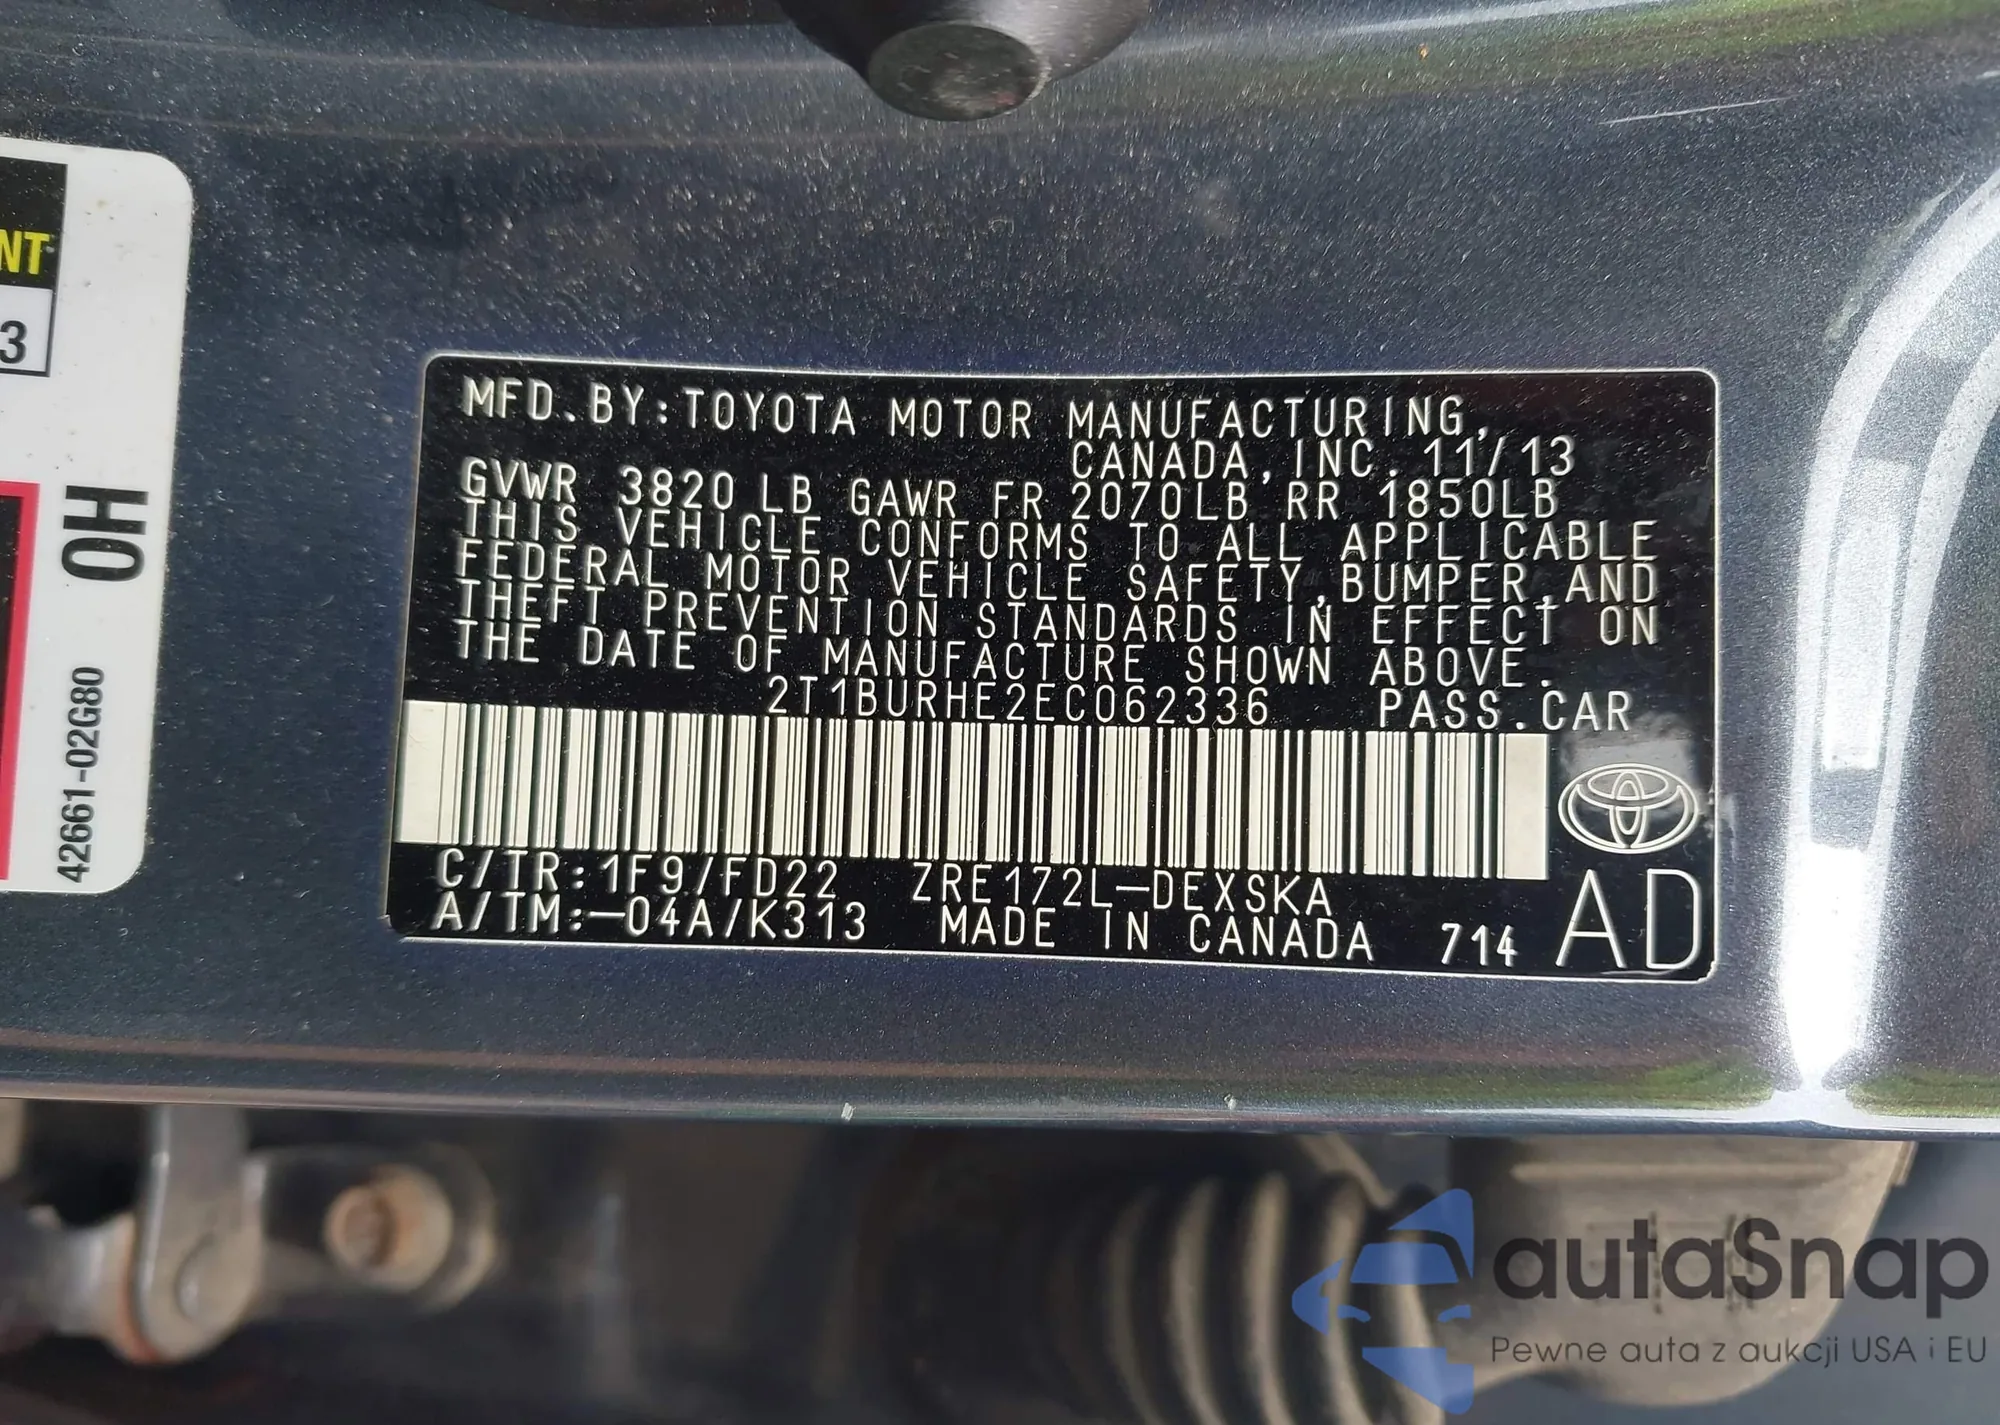 NT
3
OH
42661-02G80
MFD.BY:TOYOTA MOTOR MANUFACTURING,
CANADA,INC. 11/13
GVWR 3820 LB GAWR FR 2070LB RR 1850LB
THIS VEHICLE CONFORMS TO ALL APPLICABLE
FEDERAL MOTOR VEHICLE SAFETY,BUMPER,AND
THEFT PREVENTION STANDARDS IN EFFECT ON
THE DATE OF MANUFACTURE SHOWN ABOVE.
2T1BURHE2EC062336 PASS.CAR
C/TR:1F9/FD22 ZRE172L-DEXSKA
A/TM:-04A/K313 MADE IN CANADA 714 AD
autaSnap
Pewne auta z aukcji USA i EU